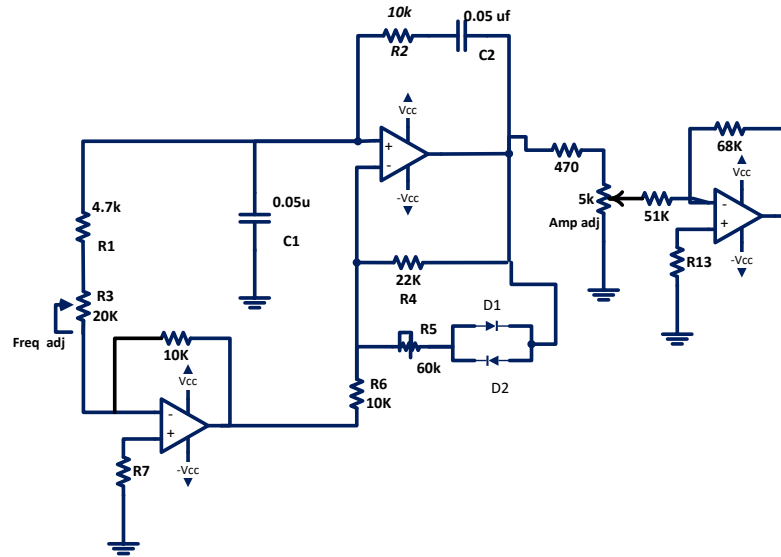 10k
R2
0.05 uf
C2
Vcc
+
-
-Vcc
470
5k
Amp adj
51K
68K
Vcc
-
+
-Vcc
R13
4.7k
R1
0.05u
C1
22K
R4
R3
20K
Freq adj
10K
Vcc
-
+
-Vcc
R7
R5
60k
D1
D2
R6
10K